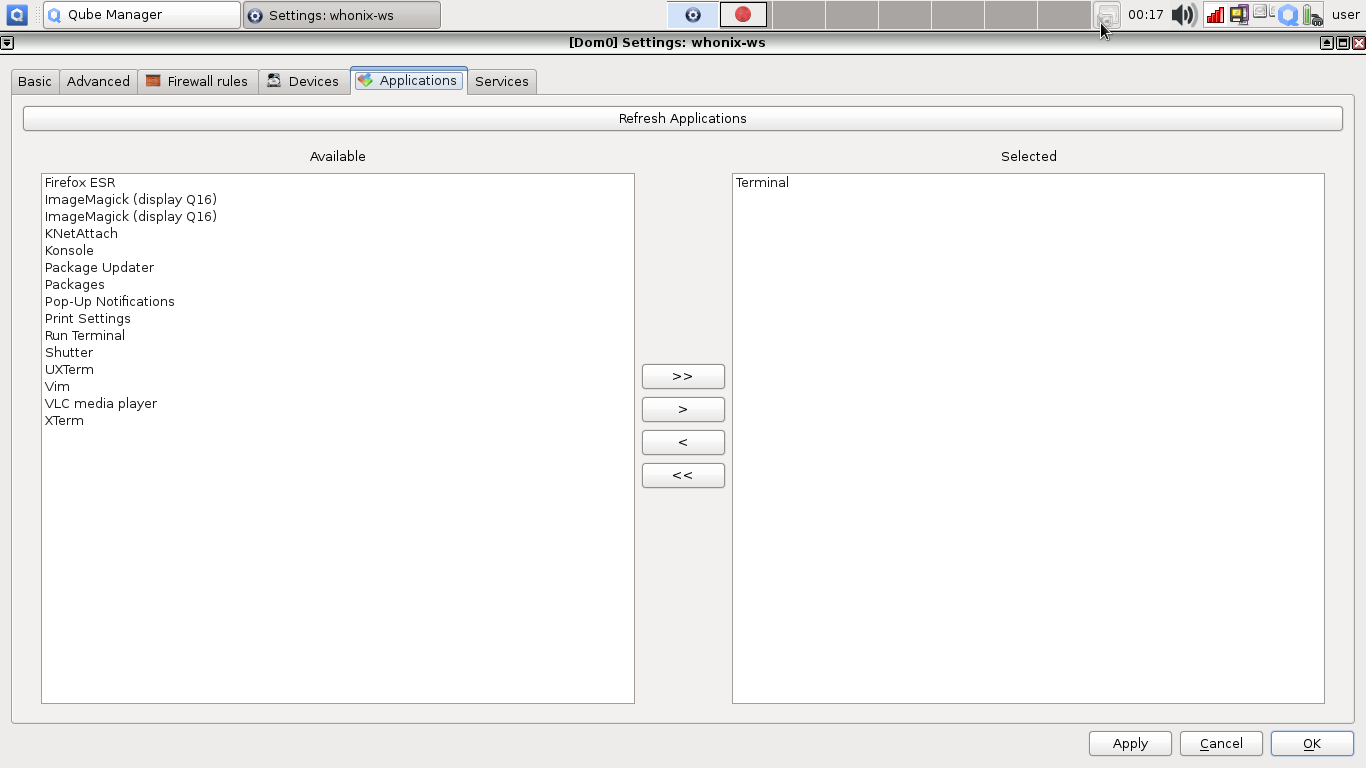 Qube Manager
Settings: whonix-ws
00:17
user
[Dom0] Settings: whonix-ws
Basic
Advanced
Firewall rules
Devices
Applications
Services
Refresh Applications
Available
Selected
Firefox ESR
ImageMagick (display Q16)
ImageMagick (display Q16)
KNetAttach
Konsole
Package Updater
Packages
Pop-Up Notifications
Print Settings
Run Terminal
Shutter
UXTerm
Vim
VLC media player
XTerm
>>
>
<
<<
Terminal
Apply
Cancel
OK